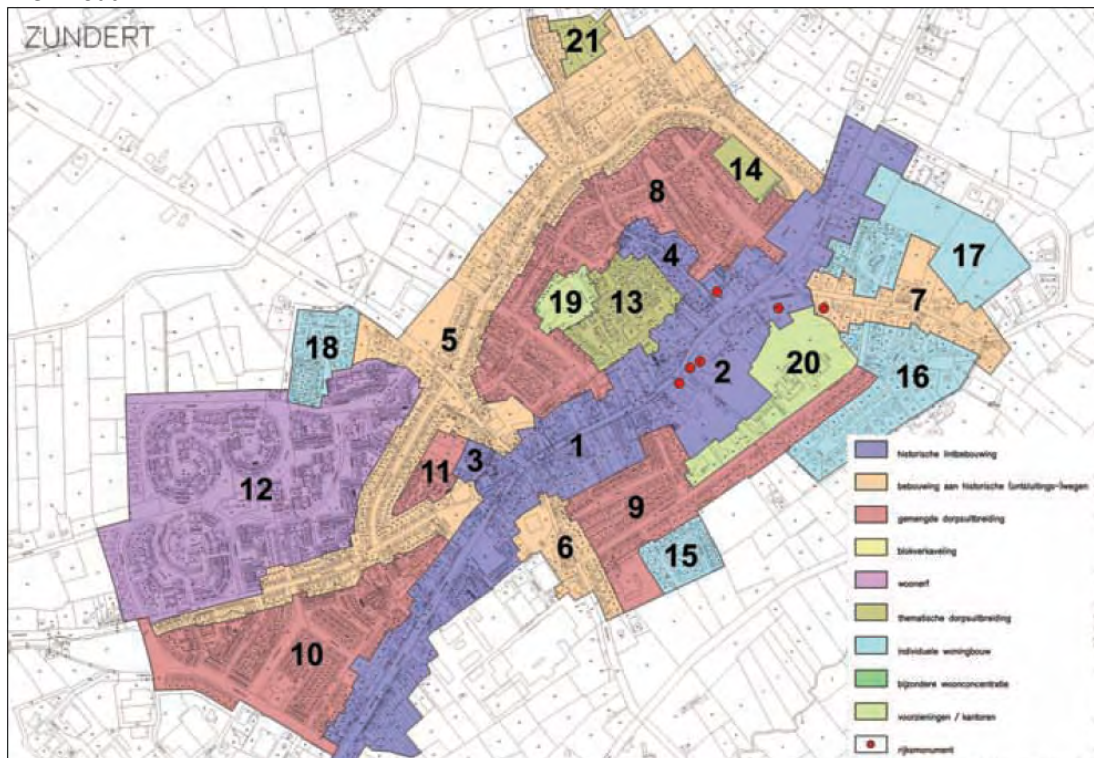 ZUNDERT
21
14
8
4
17
19
13
7
5
18
20
2
16
1
11
3
12
9
6
15
10
historische lintbebouwing
bebouwing aan historische (ontsluitings-)wegen
gemengde dorpsuitbreiding
blokverkaveling
woonerf
thematische dorpsuitbreiding
individuele woningbouw
bijzondere woonconcentratie
voorzieningen / kantoren
rijksmonument